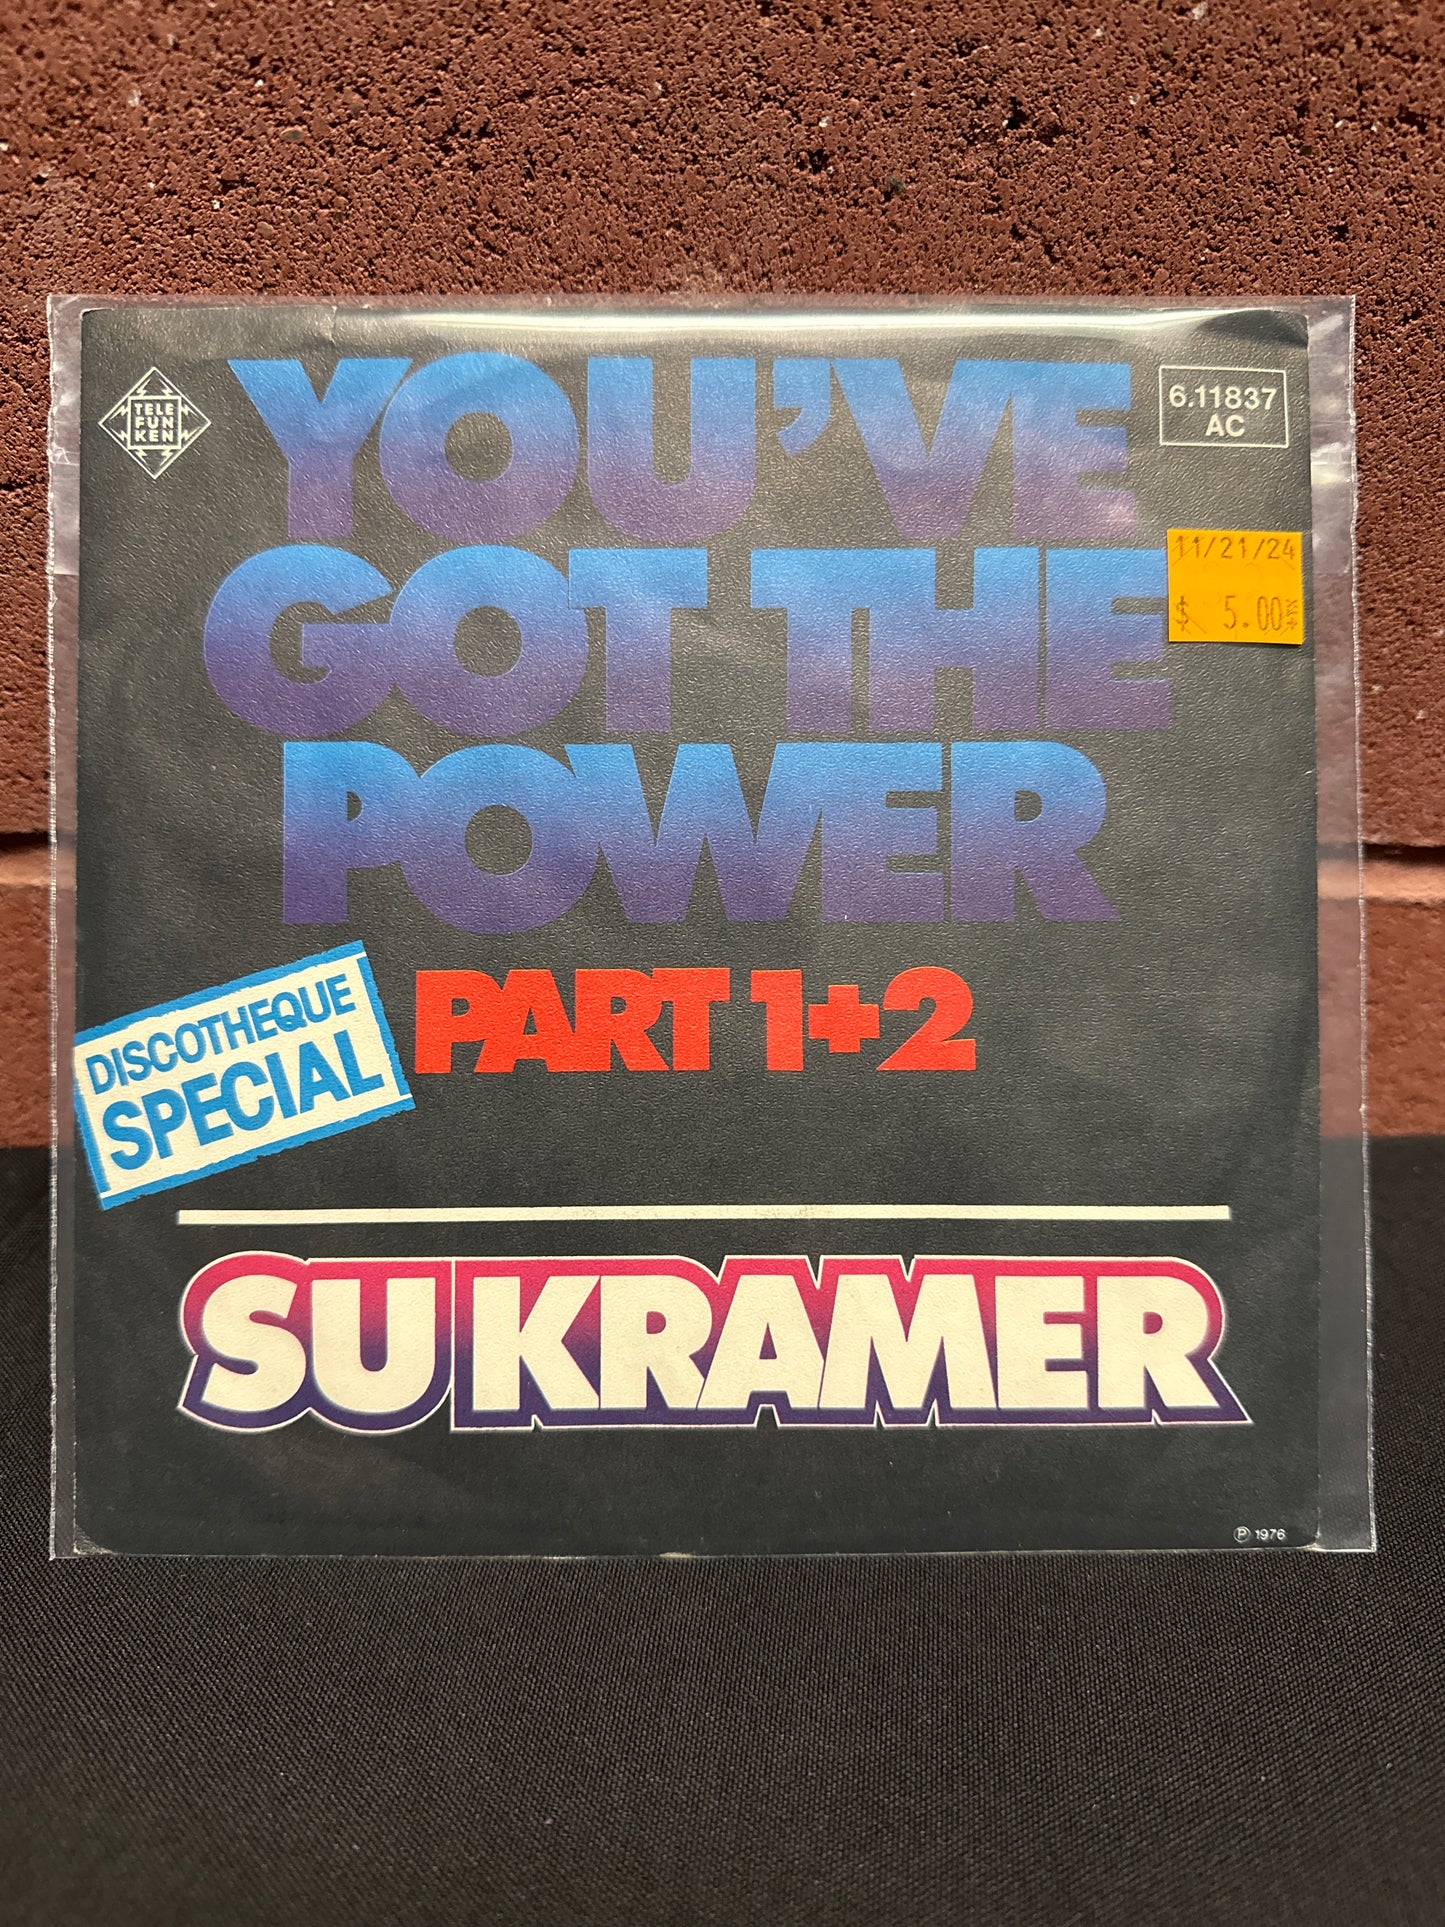 TELE
FUN
KEN
YOU'VE
6.11837
AC
GOT THE
11/21/24
$ 5.00
POWER
PART 1+2
DISCOTHEQUE
SPECIAL
SU KRAMER
Ⓟ 1976